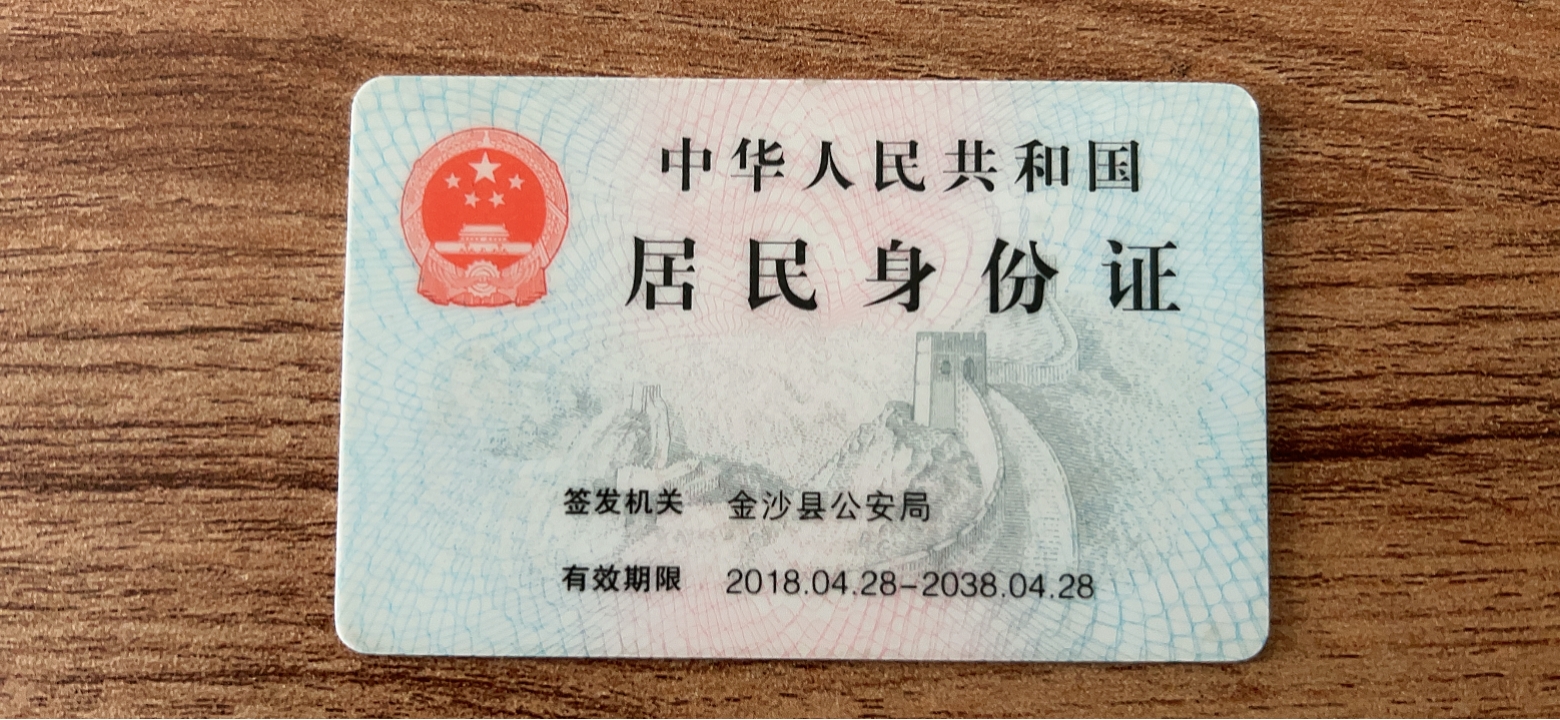 中华人民共和国
居民身份证
签发机关 金沙县公安局
有效期限 2018.04.28-2038.04.28